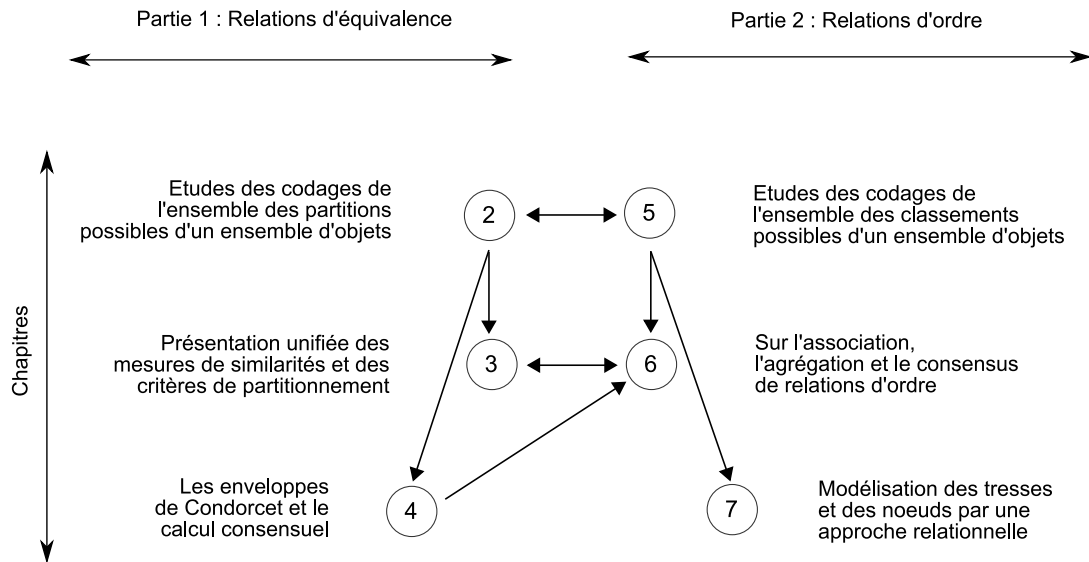 Partie 1 : Relations d'équivalence
Partie 2 : Relations d'ordre
Chapitres
Etudes des codages de
l'ensemble des partitions
possibles d'un ensemble d'objets
2
5
Etudes des codages de
l'ensemble des classements
possibles d'un ensemble d'objets
Présentation unifiée des
mesures de similarités et des
critères de partitionnement
3
6
Sur l'association,
l'agrégation et le consensus
de relations d'ordre
Les enveloppes
de Condorcet et le
calcul consensuel
4
7
Modélisation des tresses
et des noeuds par une
approche relationnelle